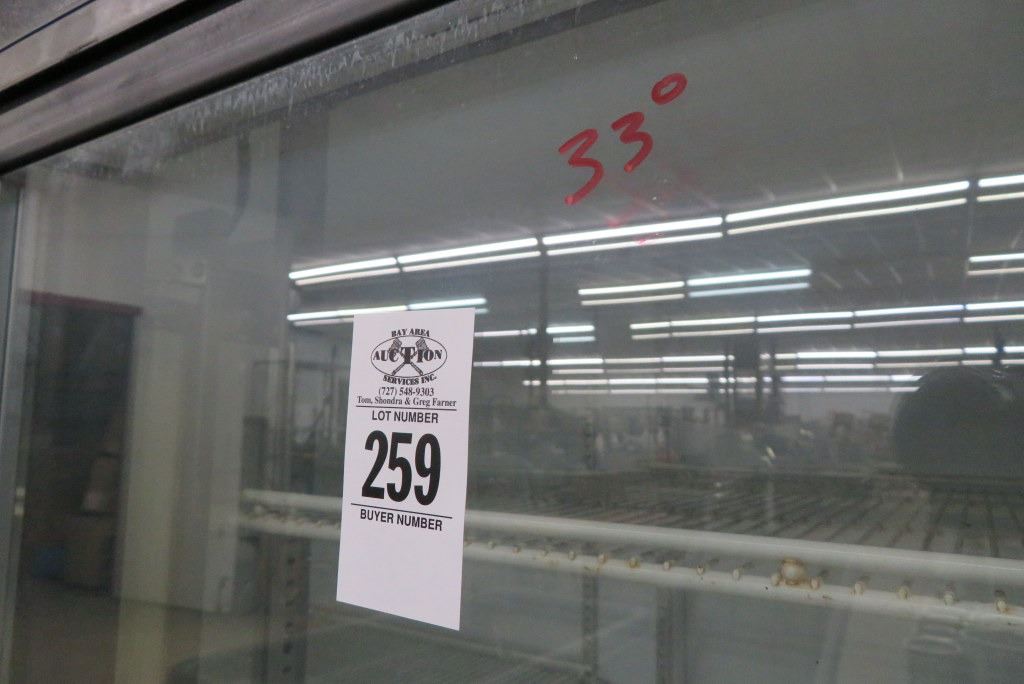 33°
BAY AREA
AUCTION
SERVICES INC.
(727) 548-9303
Tom, Shondra & Greg Farner
LOT NUMBER
259
BUYER NUMBER